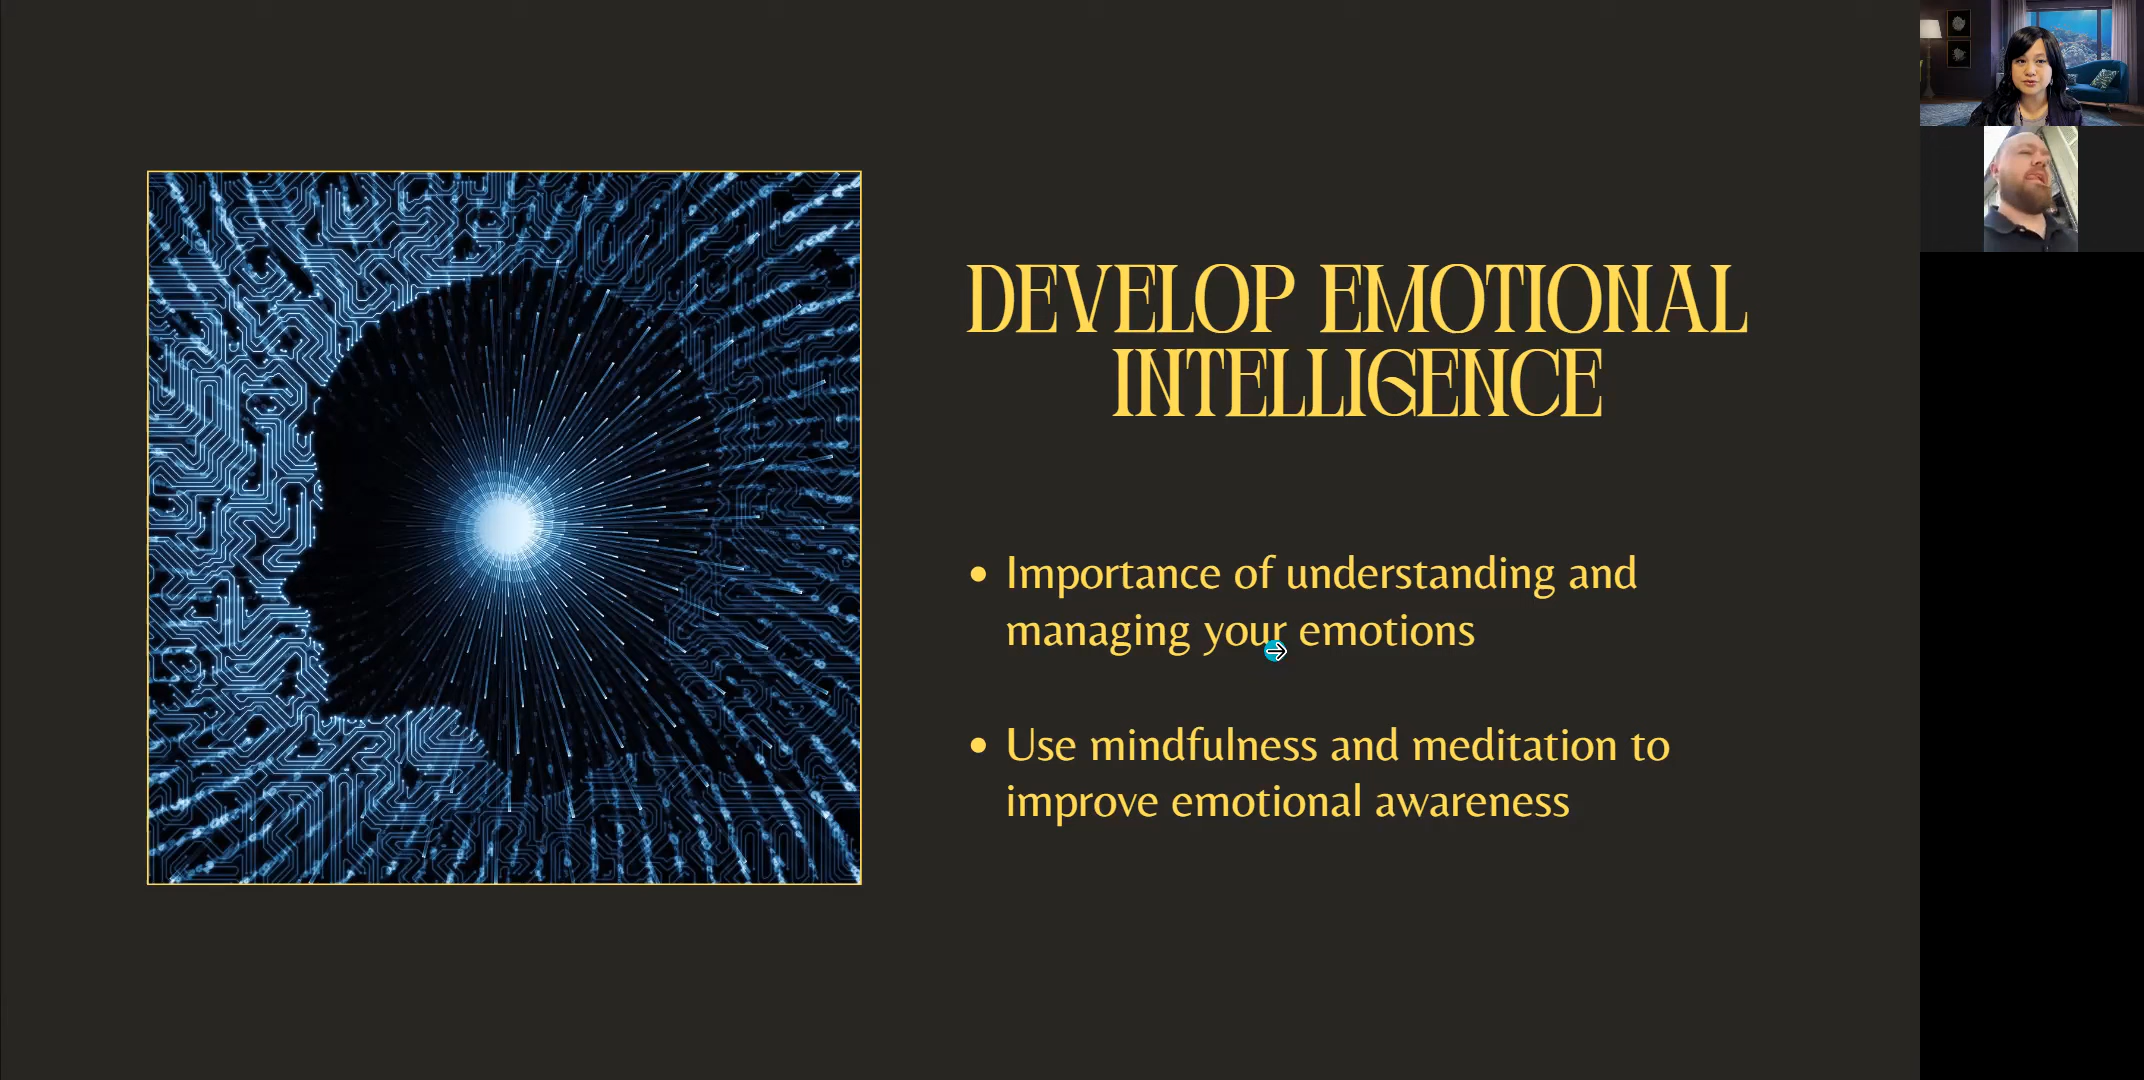 DEVELOP EMOTIONAL
INTELLIGENCE
• Importance of understanding and
managing your emotions
• Use mindfulness and meditation to
improve emotional awareness